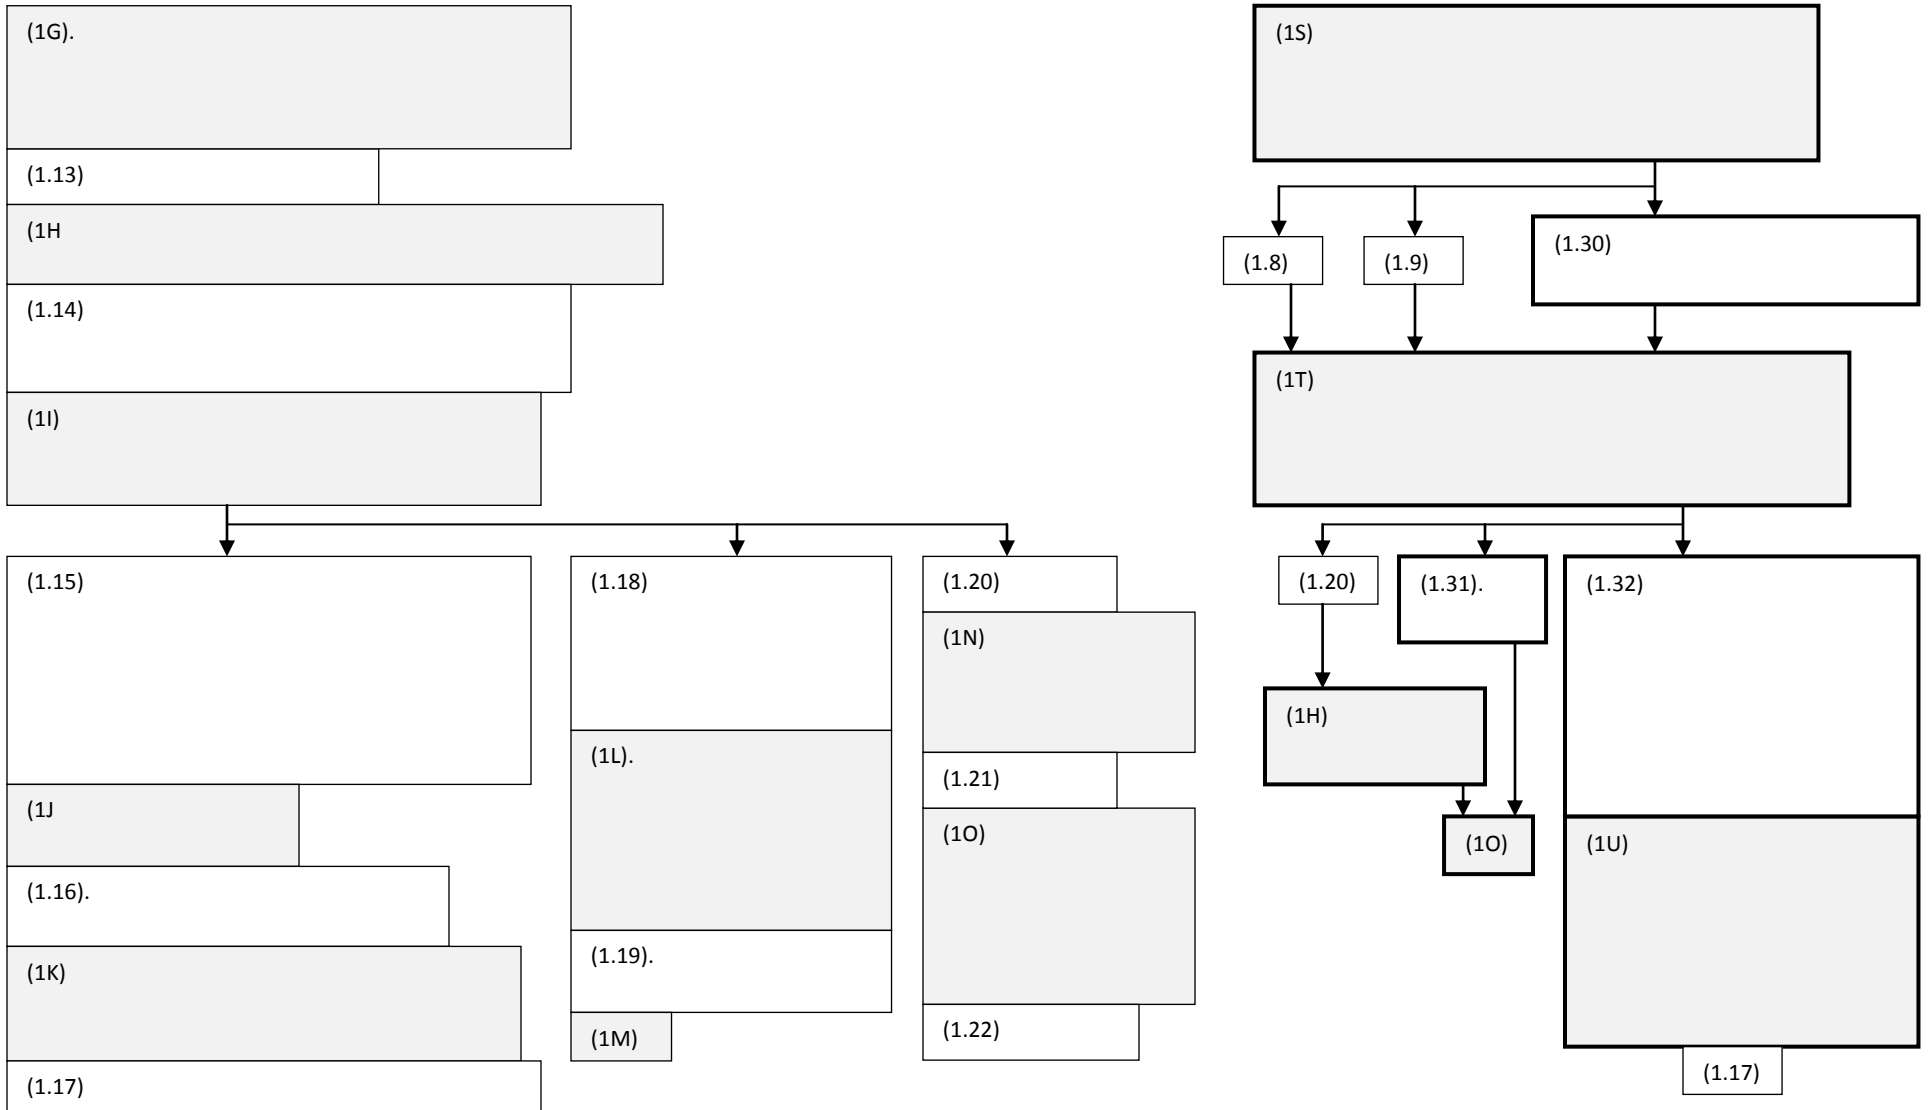 (1G).
(1.13)
(1H
(1.14)
(1I)
(1.15)
(1J
(1.16).
(1K)
(1.17)
(1.18)
(1L).
(1.19).
(1M)
(1.20)
(1N)
(1.21)
(1O)
(1.22)
(1S)
(1.8)
(1.9)
(1.30)
(1T)
(1.20)
(1.31).
(1.32)
(1H)
(1O)
(1U)
(1.17)